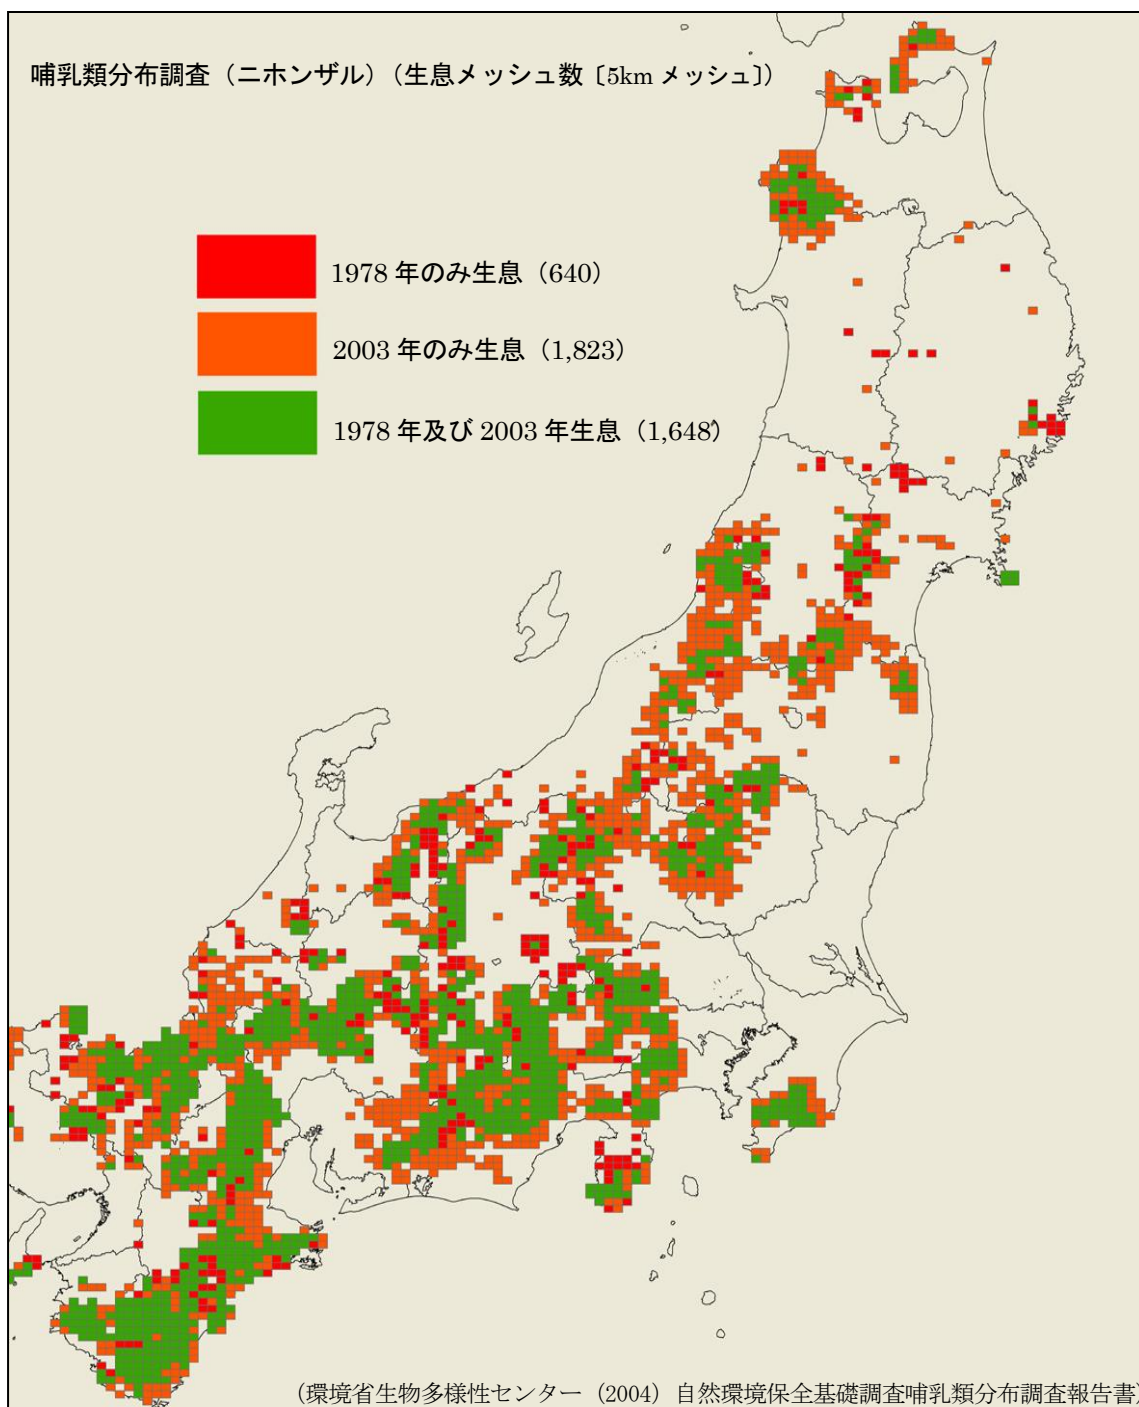 哺乳類分布調査（ニホンザル）（生息メッシュ数〔5km メッシュ〕）
1978 年のみ生息（640）
2003 年のみ生息（1,823）
1978 年及び 2003 年生息（1,648）
（環境省生物多様性センター（2004）自然環境保全基礎調査哺乳類分布調査報告書）